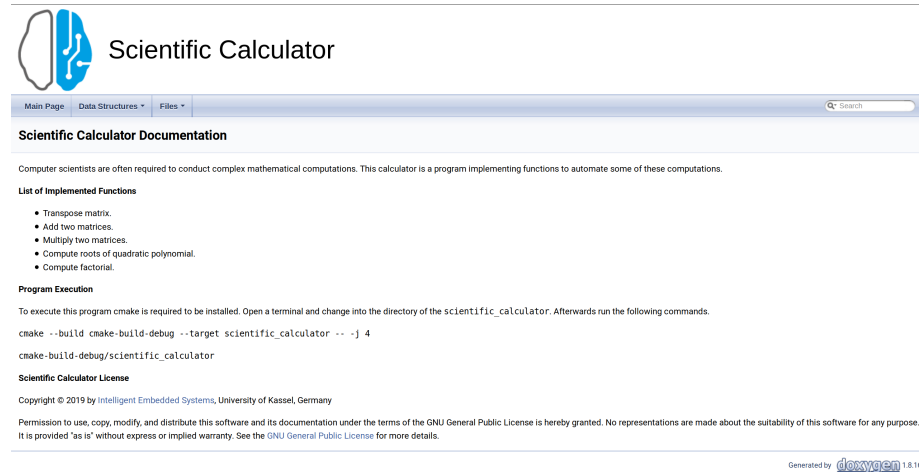 Scientific Calculator
Main Page Data Structures Files Search
Scientific Calculator Documentation
Computer scientists are often required to conduct complex mathematical computations. This calculator is a program implementing functions to automate some of these computations.
List of Implemented Functions
Transpose matrix.
Add two matrices.
Multiply two matrices.
Compute roots of quadratic polynomial.
Compute factorial.
Program Execution
To execute this program cmake is required to be installed. Open a terminal and change into the directory of the scientific_calculator. Afterwards run the following commands.
cmake --build cmake-build-debug --target scientific_calculator -- -j 4
cmake-build-debug/scientific_calculator
Scientific Calculator License
Copyright © 2019 by Intelligent Embedded Systems, University of Kassel, Germany
Permission to use, copy, modify, and distribute this software and its documentation under the terms of the GNU General Public License is hereby granted. No representations are made about the suitability of this software for any purpose.
It is provided "as is" without express or implied warranty. See the GNU General Public License for more details.
Generated by doxygen 1.8.16